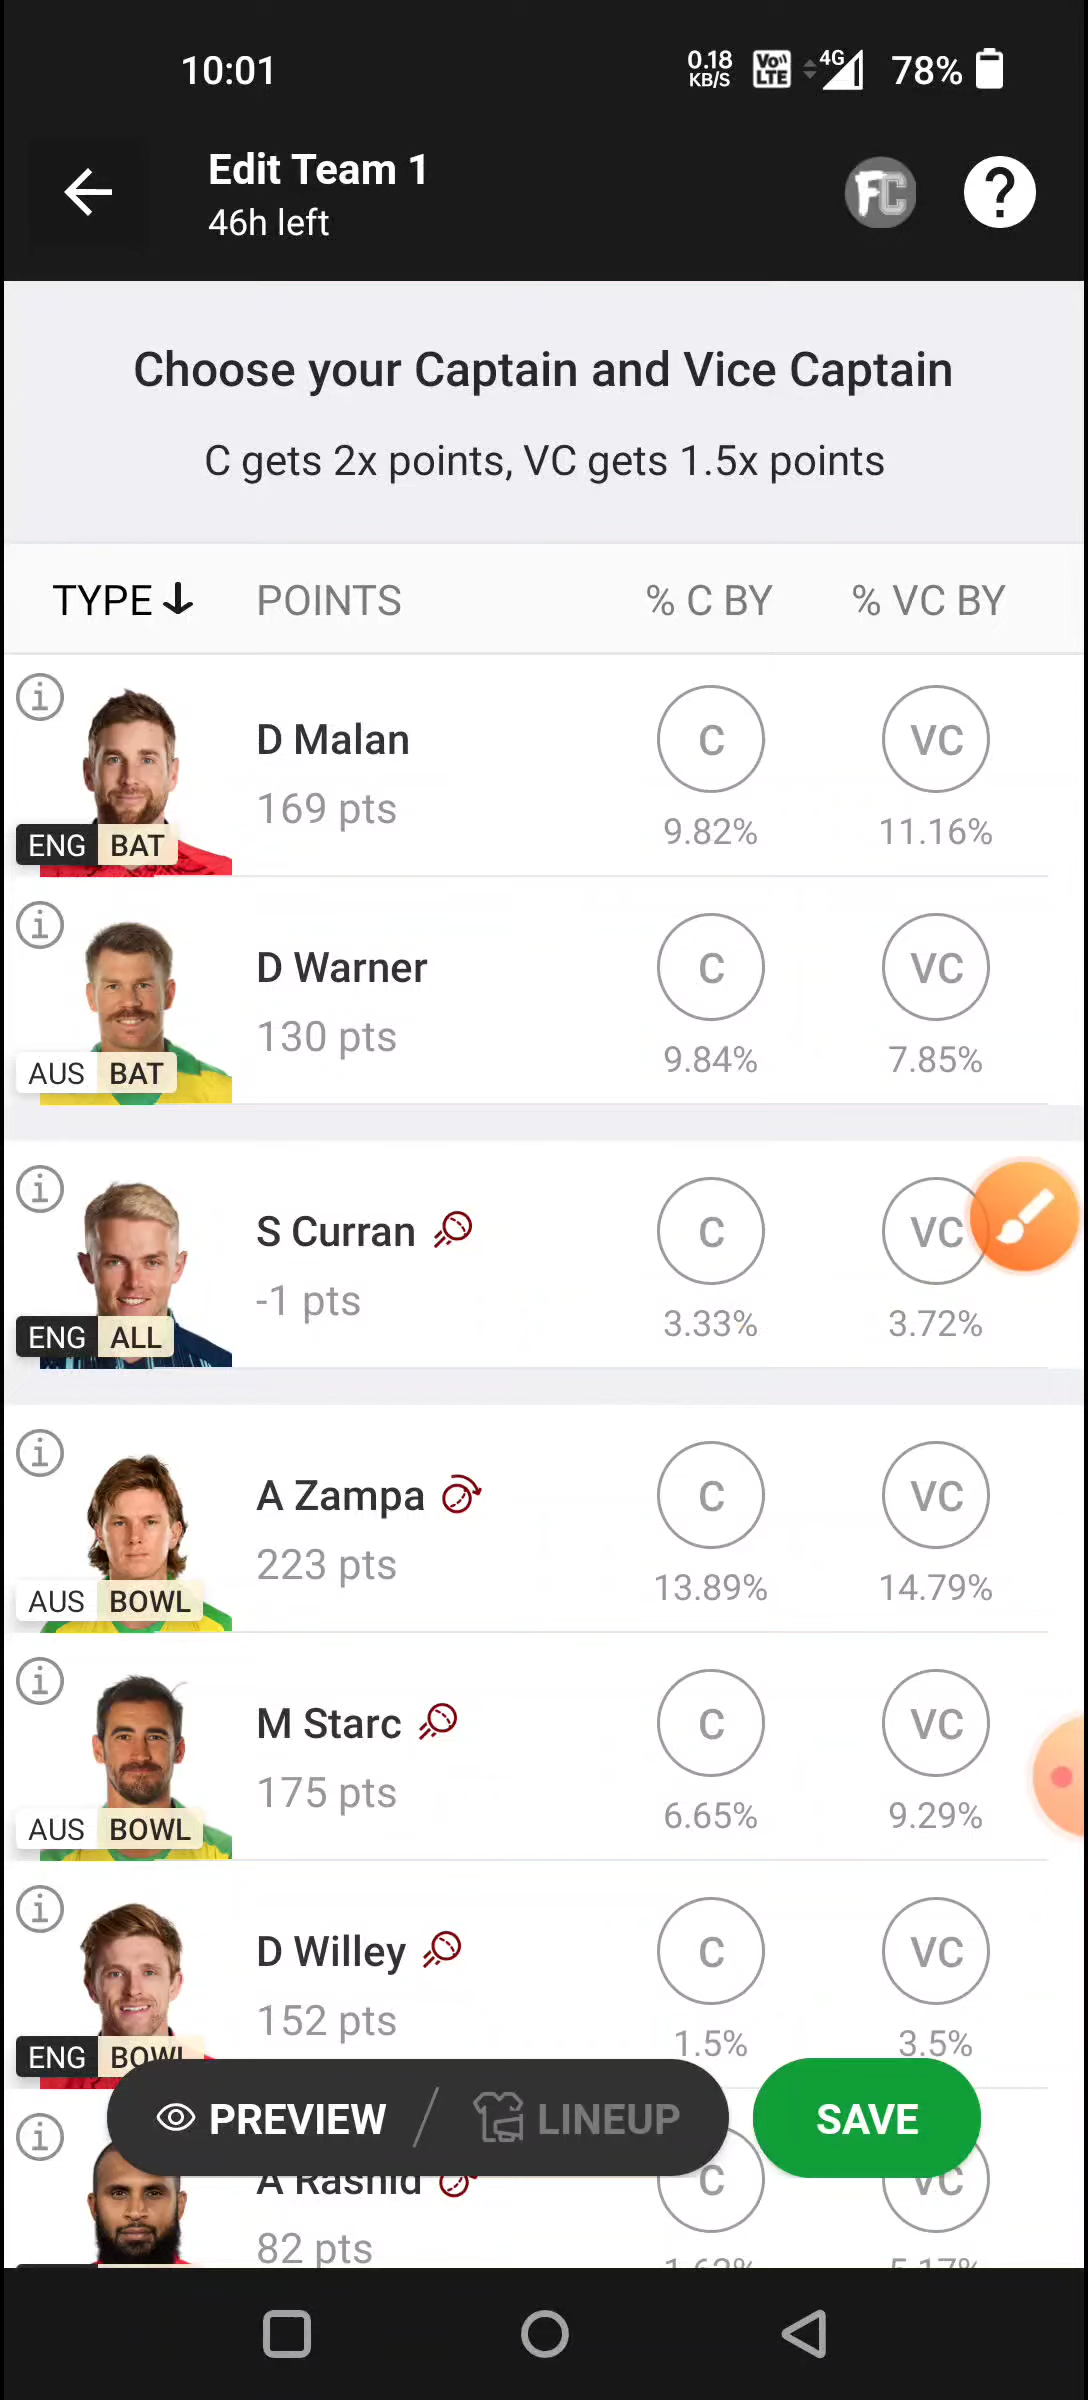 10:01
0.18 KB/S
Vo)) LTE
4G
78%
Edit Team 1
46h left
FC
?
Choose your Captain and Vice Captain
C gets 2x points, VC gets 1.5x points
TYPE POINTS % C BY % VC BY
i
D Malan
C VC
169 pts
9.82% 11.16%
ENG BAT
i
D Warner
C VC
130 pts
9.84% 7.85%
AUS BAT
i
S Curran
C VC
-1 pts
3.33% 3.72%
ENG ALL
i
A Zampa
C VC
223 pts
13.89% 14.79%
AUS BOWL
i
M Starc
C VC
175 pts
6.65% 9.29%
AUS BOWL
i
D Willey
C VC
152 pts
1.5% 3.5%
ENG BOWL
PREVIEW / LINEUP
SAVE
i
A Rashid
C VC
82 pts